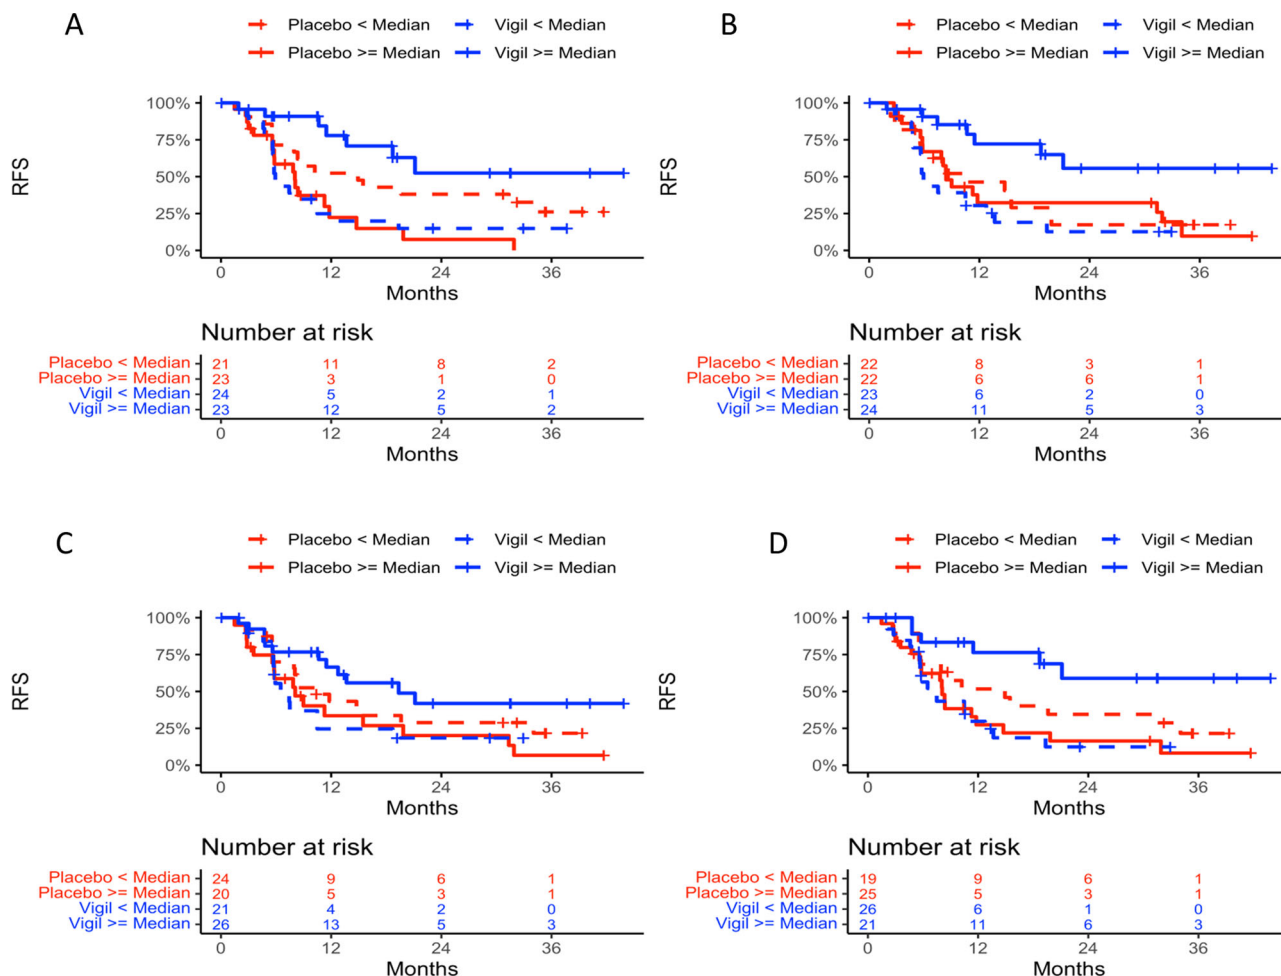 A
Placebo < Median
Vigil < Median
Placebo >= Median
Vigil >= Median
100%
75%
50%
25%
0%
RFS
0 12 24 36
Months
Number at risk
Placebo < Median 21 11 8 2
Placebo >= Median 23 3 1 0
Vigil < Median 24 5 2 1
Vigil >= Median 23 12 5 2
0 12 24 36
Months
B
Placebo < Median
Vigil < Median
Placebo >= Median
Vigil >= Median
100%
75%
50%
25%
0%
RFS
0 12 24 36
Months
Number at risk
Placebo < Median 22 8 3 1
Placebo >= Median 22 6 6 1
Vigil < Median 23 6 2 0
Vigil >= Median 24 11 5 3
0 12 24 36
Months
C
Placebo < Median
Vigil < Median
Placebo >= Median
Vigil >= Median
100%
75%
50%
25%
0%
RFS
0 12 24 36
Months
Number at risk
Placebo < Median 24 9 6 1
Placebo >= Median 20 5 3 1
Vigil < Median 21 4 2 0
Vigil >= Median 26 13 5 3
0 12 24 36
Months
D
Placebo < Median
Vigil < Median
Placebo >= Median
Vigil >= Median
100%
75%
50%
25%
0%
RFS
0 12 24 36
Months
Number at risk
Placebo < Median 19 9 6 1
Placebo >= Median 25 5 3 1
Vigil < Median 26 6 1 0
Vigil >= Median 21 11 6 3
0 12 24 36
Months